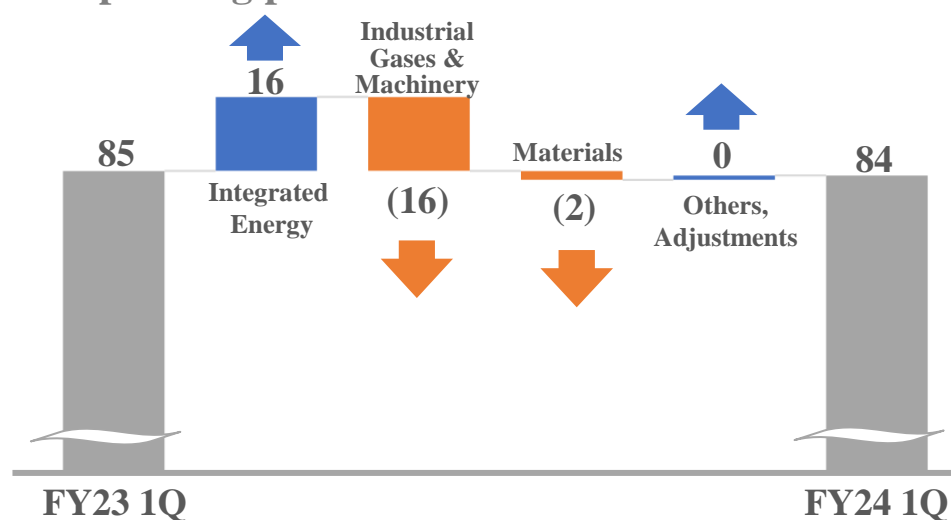 16
Industrial
Gases &
Machinery
85
Integrated
Energy
(16)
Materials
(2)
0
Others,
Adjustments
84
FY23 1Q
FY24 1Q